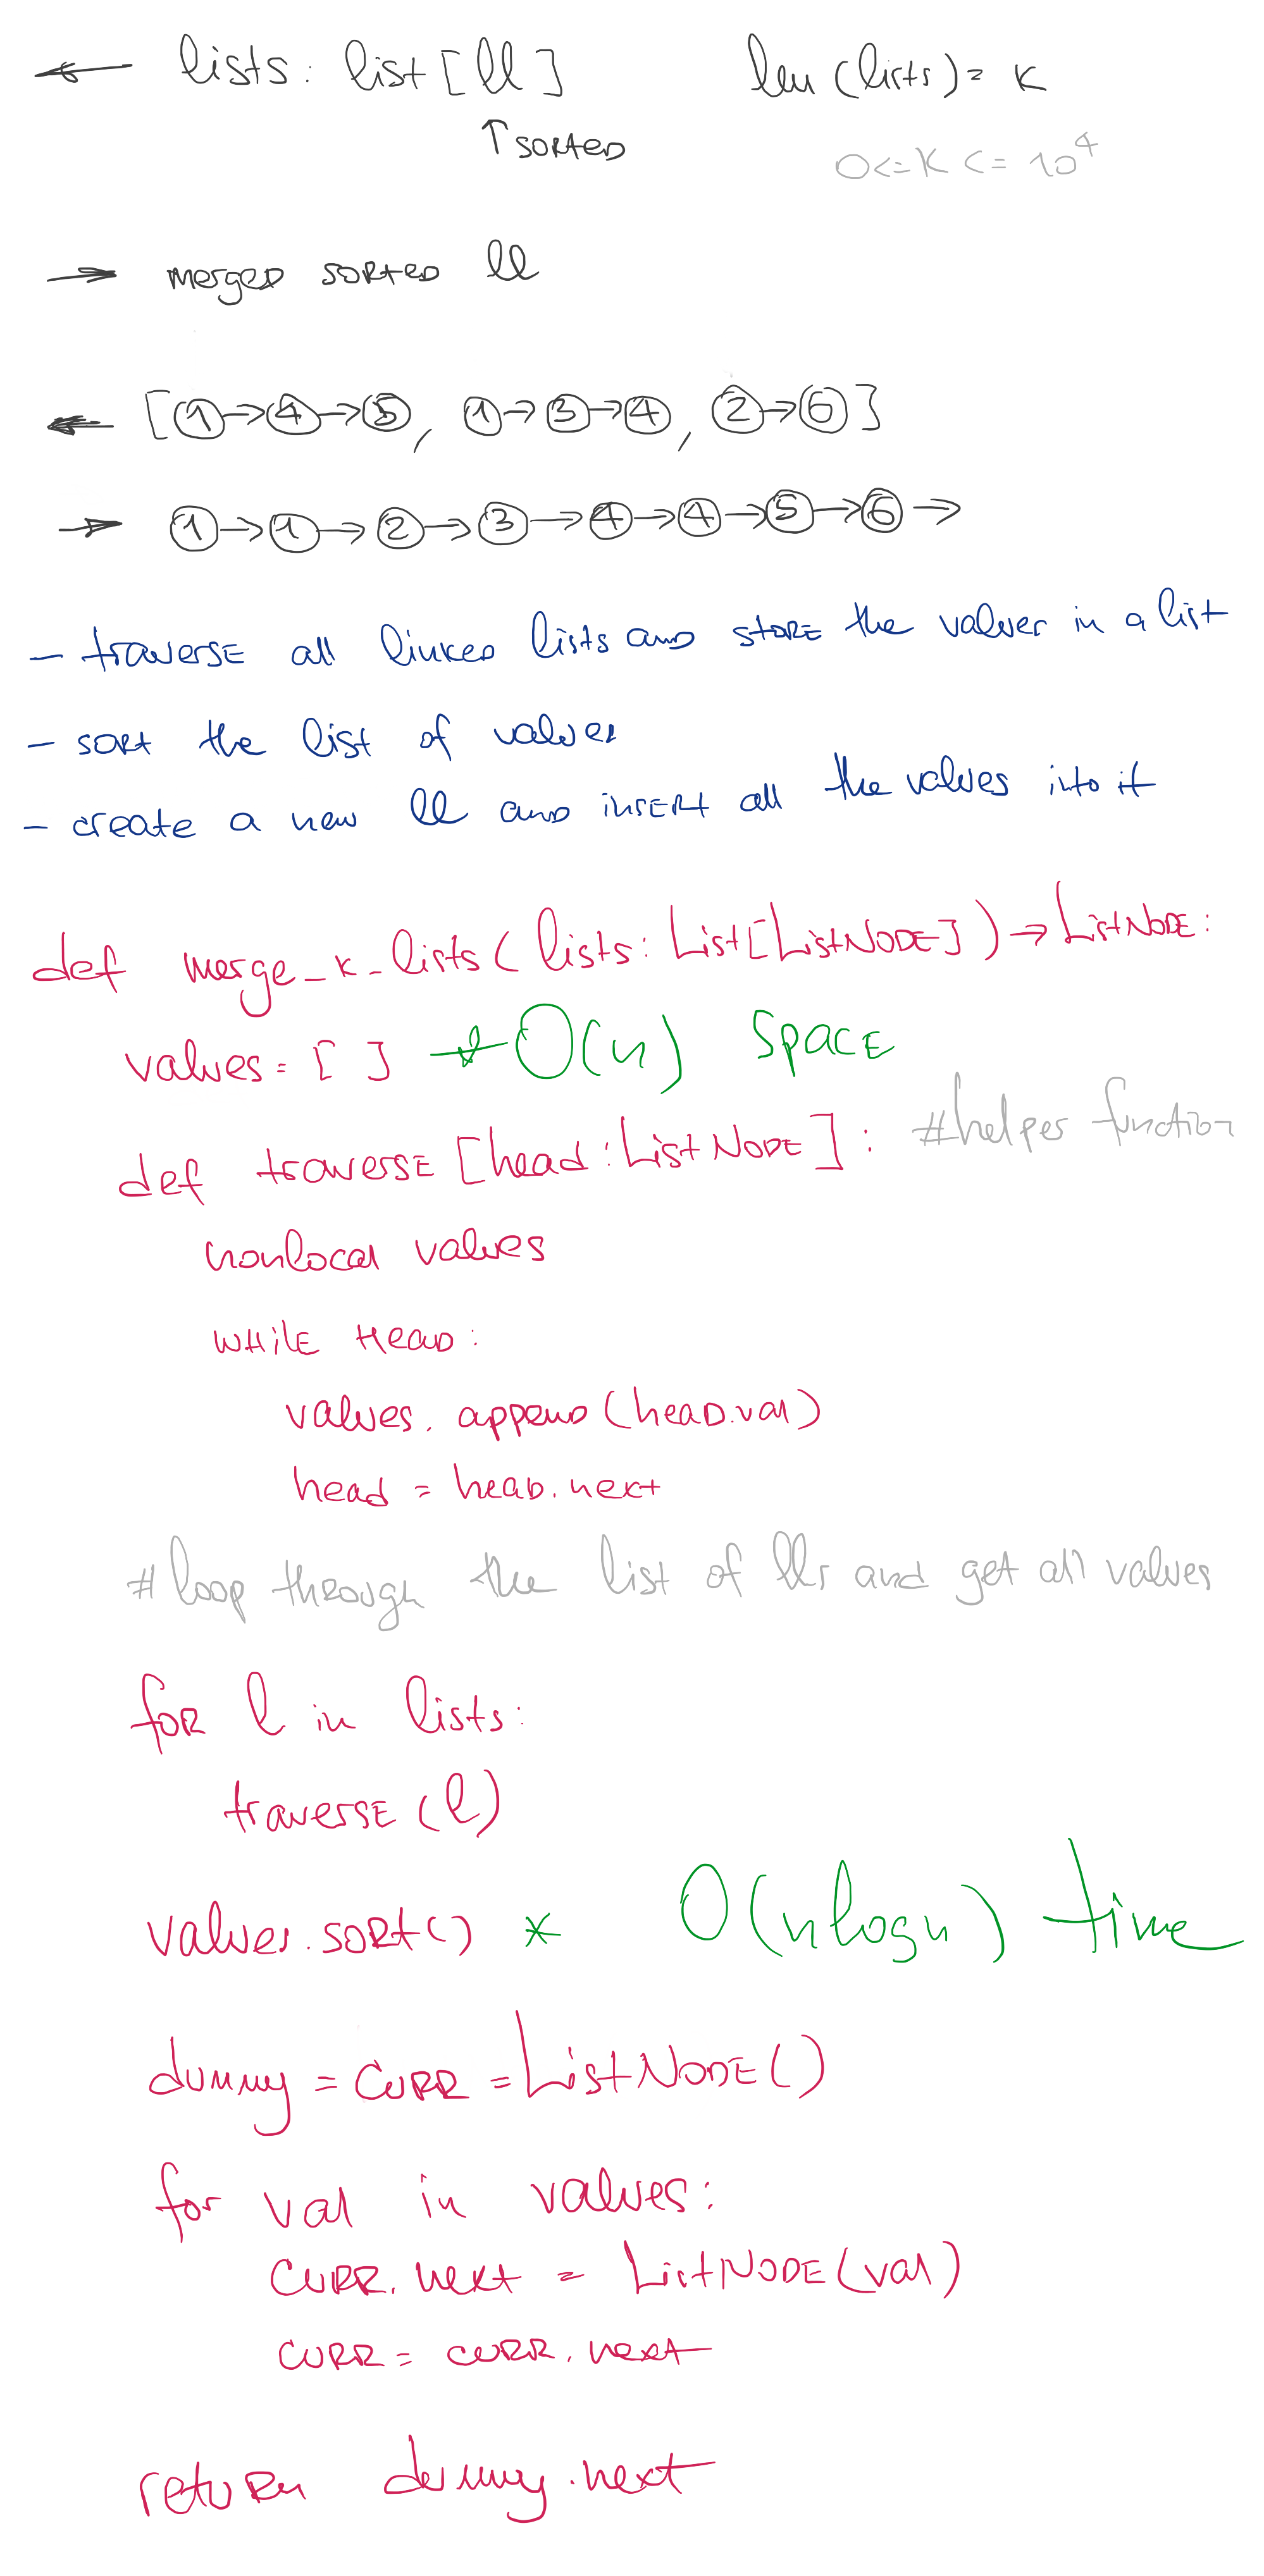 ← lists: list[ll] len(lists)= k
↑ sorted 0<=k<=10^4
→ merged sorted ll
← [①→④→⑤, ①→③→④, ②→⑥]
→ ①→①→②→③→④→④→⑤→⑥→
- traverse all linked lists and store the values in a list
- sort the list of values
- create a new ll and insert all the values into it
def merge_k_lists(lists: List[ListNode]) → ListNode:
values = [] * O(n) space
def traverse[head: ListNode]: #helper function
nonlocal values
while head:
values.append(head.val)
head = head.next
# loop through the list of lls and get all values
for l in lists:
traverse(l)
values.sort() * O(nlogn) time
dummy = curr = ListNode()
for val in values:
curr.next = ListNode(val)
curr = curr.next
return dummy.next